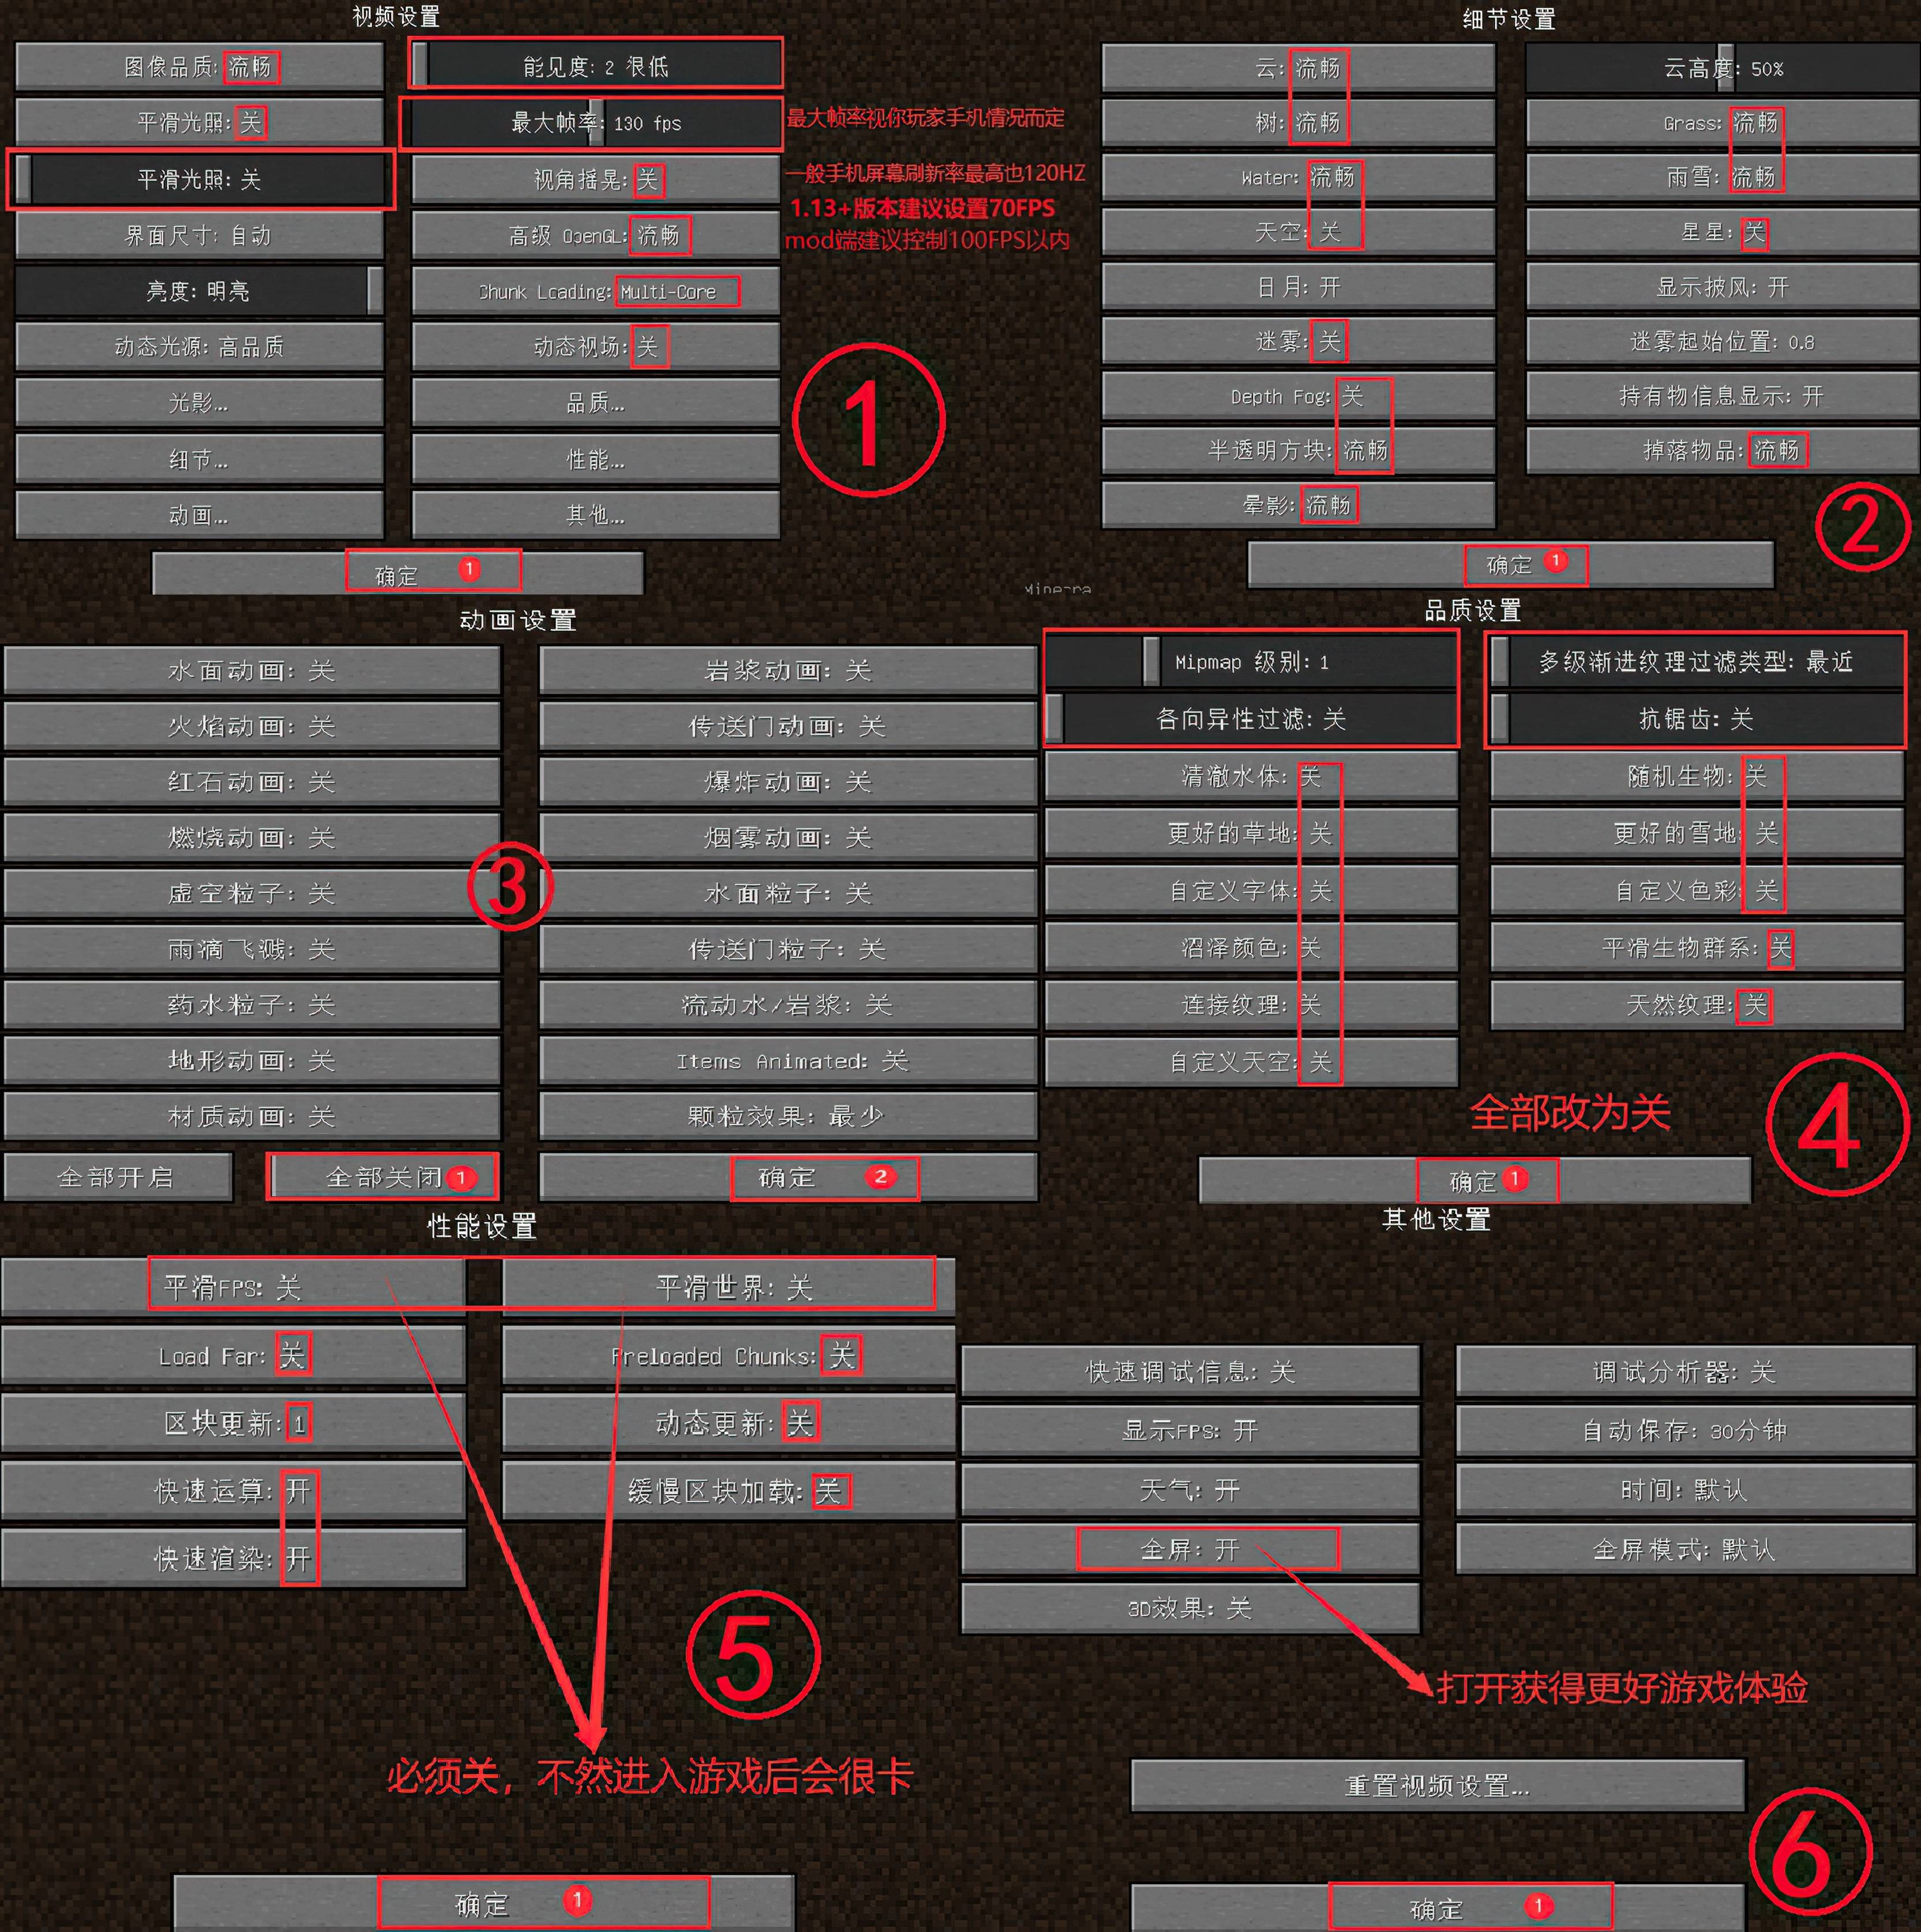 视频设置
图像品质: 流畅
能见度: 2 很低
平滑光照: 关
最大帧率: 130 fps
最大帧率视你玩家手机情况而定
平滑光照: 关
视角摇晃: 关
一般手机屏幕刷新率最高也120HZ
1.13+版本建议设置70FPS
界面尺寸: 自动
高级 OpenGL: 流畅
mod端建议控制100FPS以内
亮度: 明亮
Chunk Loading: Multi-Core
动态光源: 高品质
动态视场: 关
光影...
品质...
细节...
性能...
动画...
其他...
①
确定 1
细节设置
云: 流畅
云高度: 50%
树: 流畅
Grass: 流畅
Water: 流畅
雨雪: 流畅
天空: 关
星星: 关
日月: 开
显示披风: 开
迷雾: 关
迷雾起始位置: 0.8
Depth Fog: 关
持有物信息显示: 开
半透明方块: 流畅
掉落物品: 流畅
晕影: 流畅
②
确定 1
动画设置
水面动画: 关
岩浆动画: 关
火焰动画: 关
传送门动画: 关
红石动画: 关
爆炸动画: 关
燃烧动画: 关
烟雾动画: 关
虚空粒子: 关
③
水面粒子: 关
雨滴飞溅: 关
传送门粒子: 关
药水粒子: 关
流动水/岩浆: 关
地形动画: 关
Items Animated: 关
材质动画: 关
颗粒效果: 最少
全部开启
全部关闭 1
确定 2
品质设置
Mipmap 级别: 1
多级渐进纹理过滤类型: 最近
各向异性过滤: 关
抗锯齿: 关
清澈水体: 关
随机生物: 关
更好的草地: 关
更好的雪地: 关
自定义字体: 关
自定义色彩: 关
沼泽颜色: 关
平滑生物群系: 关
连接纹理: 关
天然纹理: 关
自定义天空: 关
全部改为关
④
确定 1
性能设置
平滑FPS: 关
平滑世界: 关
Load Far: 关
Preloaded Chunks: 关
区块更新: 1
动态更新: 关
快速运算: 开
缓慢区块加载: 关
快速渲染: 开
⑤
必须关，不然进入游戏后会很卡
确定 1
其他设置
快速调试信息: 关
调试分析器: 关
显示FPS: 开
自动保存: 30分钟
天气: 开
时间: 默认
全屏: 开
全屏模式: 默认
3D效果: 关
打开获得更好游戏体验
重置视频设置...
⑥
确定 1